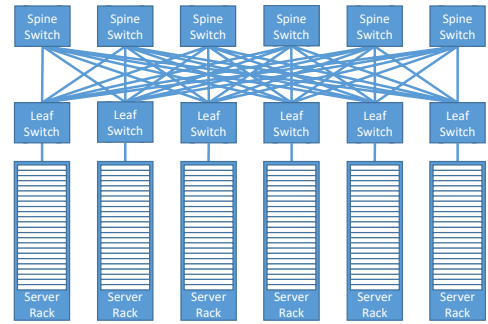 Spine
Switch
Spine
Switch
Spine
Switch
Spine
Switch
Spine
Switch
Spine
Switch
Leaf
Switch
Leaf
Switch
Leaf
Switch
Leaf
Switch
Leaf
Switch
Leaf
Switch
Server
Rack
Server
Rack
Server
Rack
Server
Rack
Server
Rack
Server
Rack